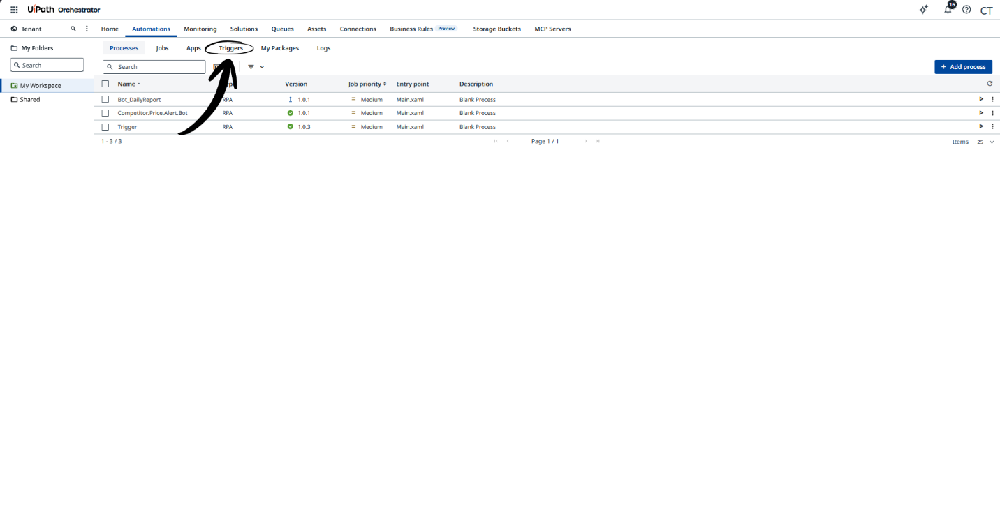 UiPath Orchestrator
16
CT
Tenant
Home Automations Monitoring Solutions Queues Assets Connections Business Rules Preview Storage Buckets MCP Servers
My Folders
Processes Jobs Apps Triggers My Packages Logs
Search
Search
+ Add process
My Workspace
Shared
Name Version Job priority Entry point Description
Bot_DailyReport RPA 1.0.1 Medium Main.xaml Blank Process
Competitor.Price.Alert.Bot RPA 1.0.1 Medium Main.xaml Blank Process
Trigger RPA 1.0.3 Medium Main.xaml Blank Process
1 - 3 / 3 Page 1 / 1 Items 25